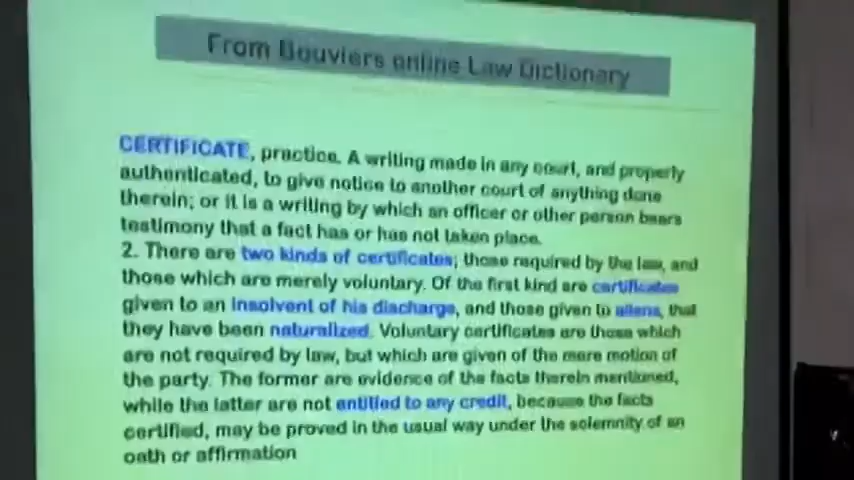 From Bouviers online Law Dictionary
CERTIFICATE, practice. A writing made in any court, and properly
authenticated, to give notice to another court of anything done
therein; or it is a writing by which an officer or other person bears
testimony that a fact has or has not taken place.
2. There are two kinds of certificates; those required by the law, and
those which are merely voluntary. Of the first kind are certificates
given to an insolvent of his discharge, and those given to aliens, that
they have been naturalized. Voluntary certificates are those which
are not required by law, but which are given of the mere motion of
the party. The former are evidence of the facts therein mentioned,
while the latter are not entitled to any credit, because the facts
certified, may be proved in the usual way under the solemnity of an
oath or affirmation